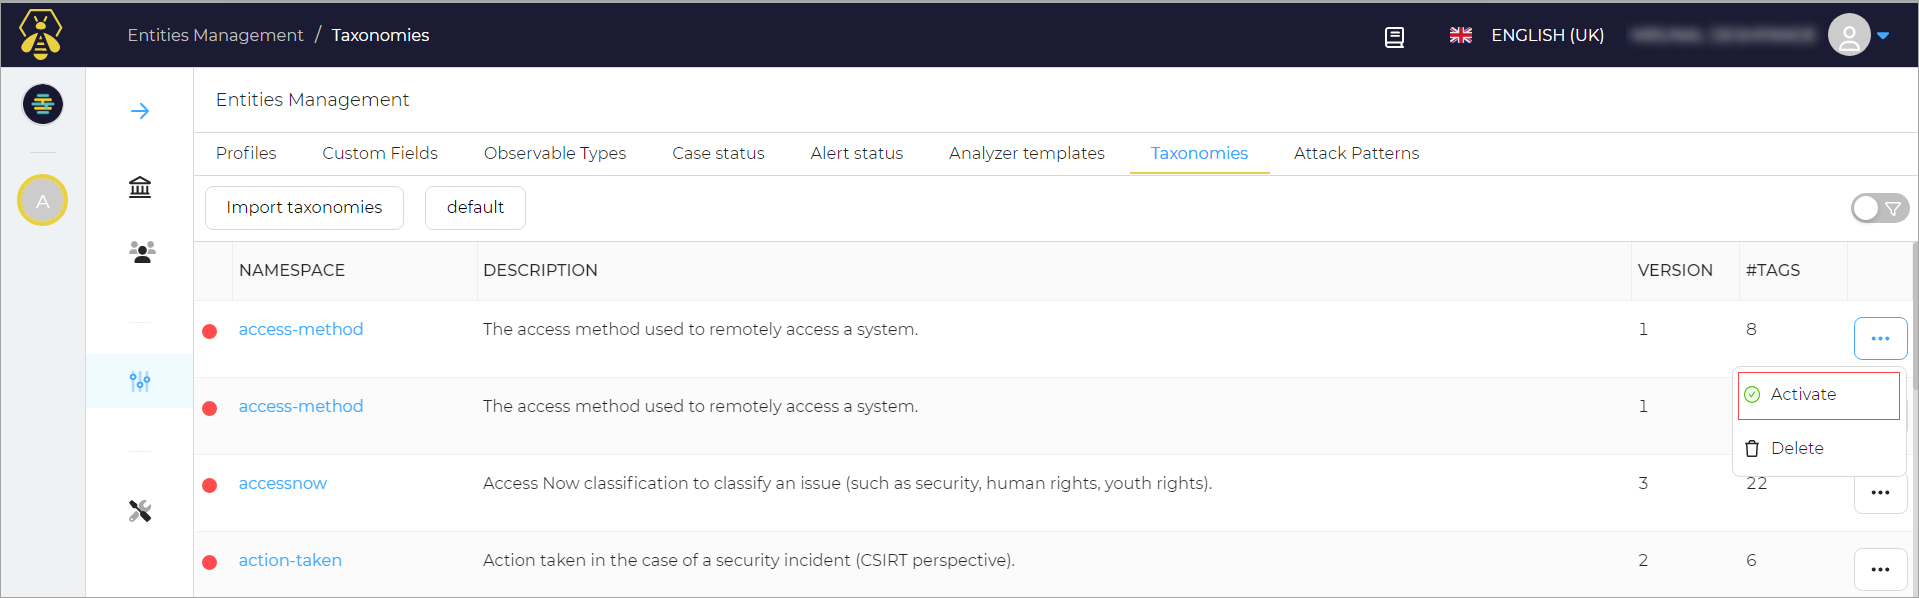 Entities Management / Taxonomies
ENGLISH (UK)
A
Entities Management
Profiles Custom Fields Observable Types Case status Alert status Analyzer templates Taxonomies Attack Patterns
Import taxonomies default
NAMESPACE DESCRIPTION VERSION #TAGS
access-method The access method used to remotely access a system. 1 8
access-method The access method used to remotely access a system. 1
Activate
Delete
accessnow Access Now classification to classify an issue (such as security, human rights, youth rights). 3 22
action-taken Action taken in the case of a security incident (CSIRT perspective). 2 6